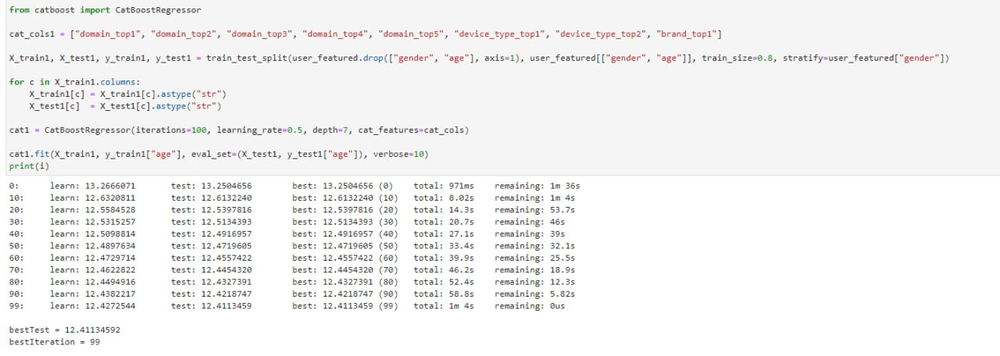 from catboost import CatBoostRegressor
cat_cols1 = ["domain_top1", "domain_top2", "domain_top3", "domain_top4", "domain_top5", "device_type_top1", "device_type_top2", "brand_top1"]
X_train1, X_test1, y_train1, y_test1 = train_test_split(user_featured.drop(["gender", "age"], axis=1), user_featured[["gender", "age"]], train_size=0.8, stratify=user_featured["gender"])
for c in X_train1.columns:
    X_train1[c] = X_train1[c].astype("str")
    X_test1[c]  = X_test1[c].astype("str")
cat1 = CatBoostRegressor(iterations=100, learning_rate=0.5, depth=7, cat_features=cat_cols)
cat1.fit(X_train1, y_train1["age"], eval_set=(X_test1, y_test1["age"]), verbose=10)
print(i)
0:	learn: 13.2666071	test: 13.2504656	best: 13.2504656 (0)	total: 971ms	remaining: 1m 36s
10:	learn: 12.6320811	test: 12.6132240	best: 12.6132240 (10)	total: 8.02s	remaining: 1m 4s
20:	learn: 12.5584528	test: 12.5397816	best: 12.5397816 (20)	total: 14.3s	remaining: 53.7s
30:	learn: 12.5315257	test: 12.5134393	best: 12.5134393 (30)	total: 20.7s	remaining: 46s
40:	learn: 12.5098814	test: 12.4916957	best: 12.4916957 (40)	total: 27.1s	remaining: 39s
50:	learn: 12.4897634	test: 12.4719605	best: 12.4719605 (50)	total: 33.4s	remaining: 32.1s
60:	learn: 12.4729714	test: 12.4557422	best: 12.4557422 (60)	total: 39.9s	remaining: 25.5s
70:	learn: 12.4622822	test: 12.4454320	best: 12.4454320 (70)	total: 46.2s	remaining: 18.9s
80:	learn: 12.4494916	test: 12.4327391	best: 12.4327391 (80)	total: 52.4s	remaining: 12.3s
90:	learn: 12.4382217	test: 12.4218747	best: 12.4218747 (90)	total: 58.8s	remaining: 5.82s
99:	learn: 12.4272544	test: 12.4113459	best: 12.4113459 (99)	total: 1m 4s	remaining: 0us
bestTest = 12.41134592
bestIteration = 99